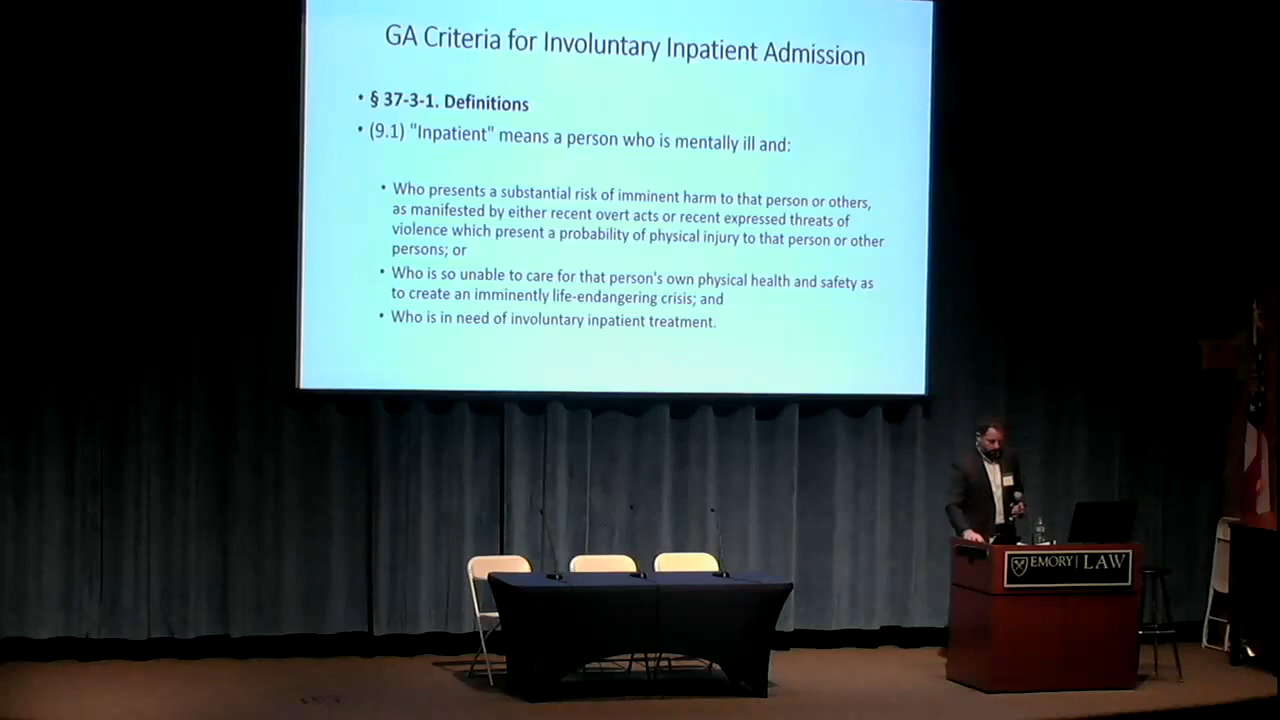 GA Criteria for Involuntary Inpatient Admission
• § 37-3-1. Definitions
• (9.1) "Inpatient" means a person who is mentally ill and:
• Who presents a substantial risk of imminent harm to that person or others,
as manifested by either recent overt acts or recent expressed threats of
violence which present a probability of physical injury to that person or other
persons; or
• Who is so unable to care for that person's own physical health and safety as
to create an imminently life-endangering crisis; and
• Who is in need of involuntary inpatient treatment.
EMORY | LAW